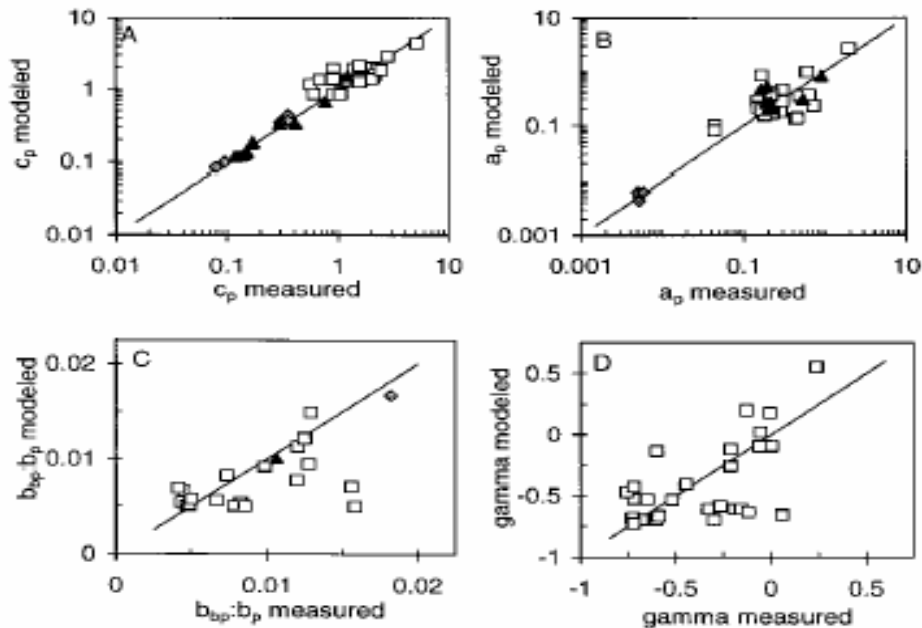 A
10
1
0.1
0.01
0.01 0.1 1 10
cp modeled
cp measured
B
10
0.1
0.001
0.001 0.1 10
ap modeled
ap measured
C
0.02
0.01
0
0 0.01 0.02
bbp:bp modeled
bbp:bp measured
D
0.5
0
-0.5
-1
-1 -0.5 0 0.5
gamma modeled
gamma measured